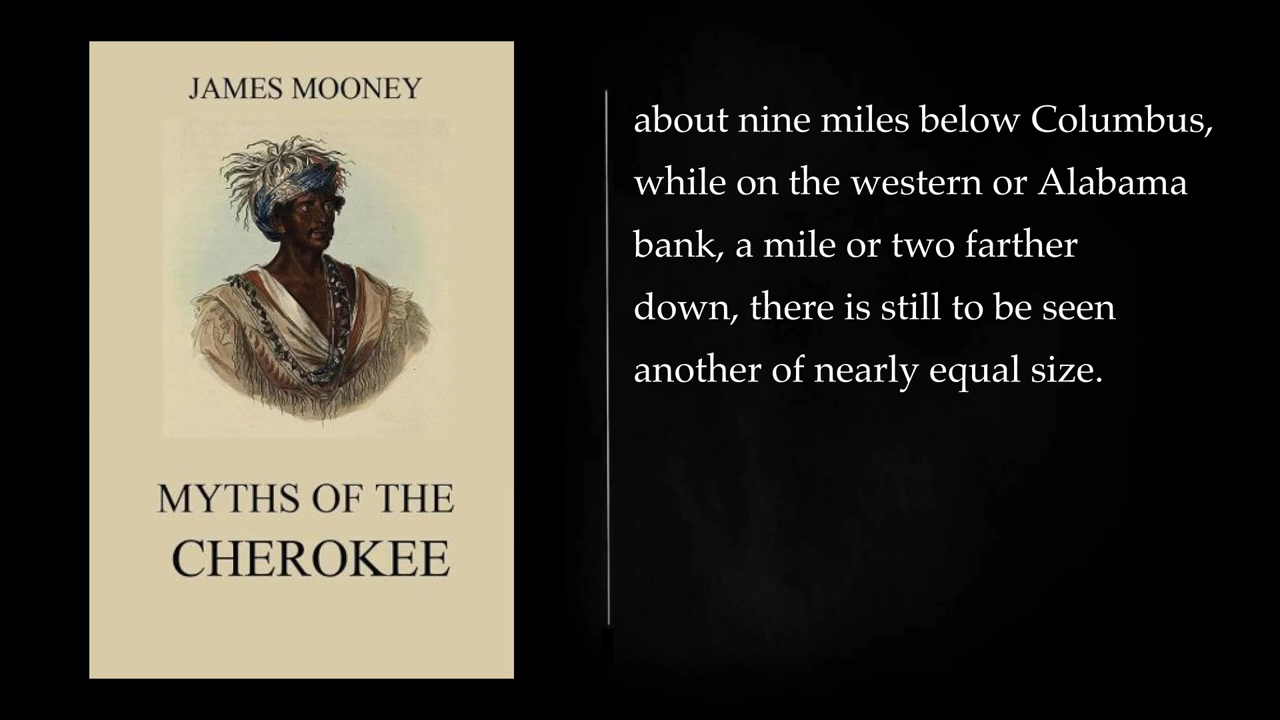 JAMES MOONEY
MYTHS OF THE
CHEROKEE
about nine miles below Columbus,
while on the western or Alabama
bank, a mile or two farther
down, there is still to be seen
another of nearly equal size.